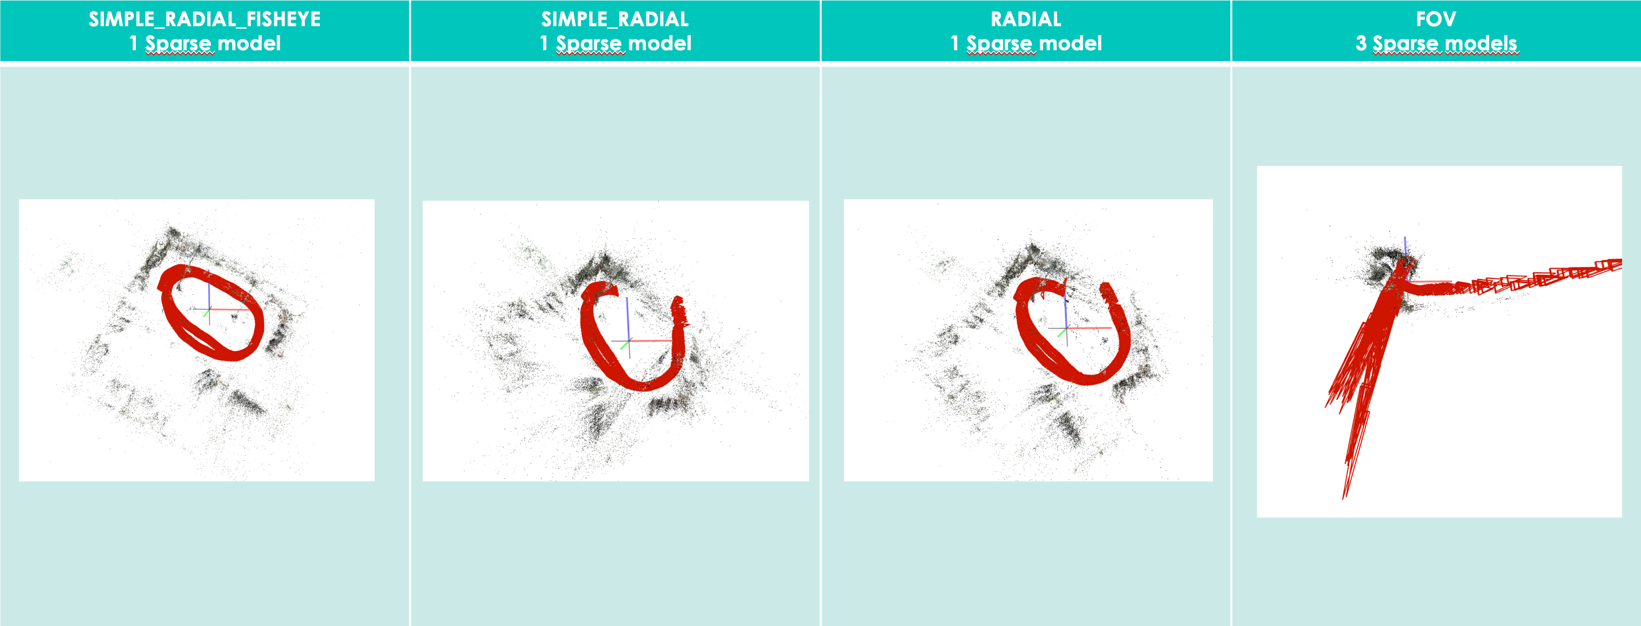 SIMPLE_RADIAL_FISHEYE
1 Sparse model
SIMPLE_RADIAL
1 Sparse model
RADIAL
1 Sparse model
FOV
3 Sparse models